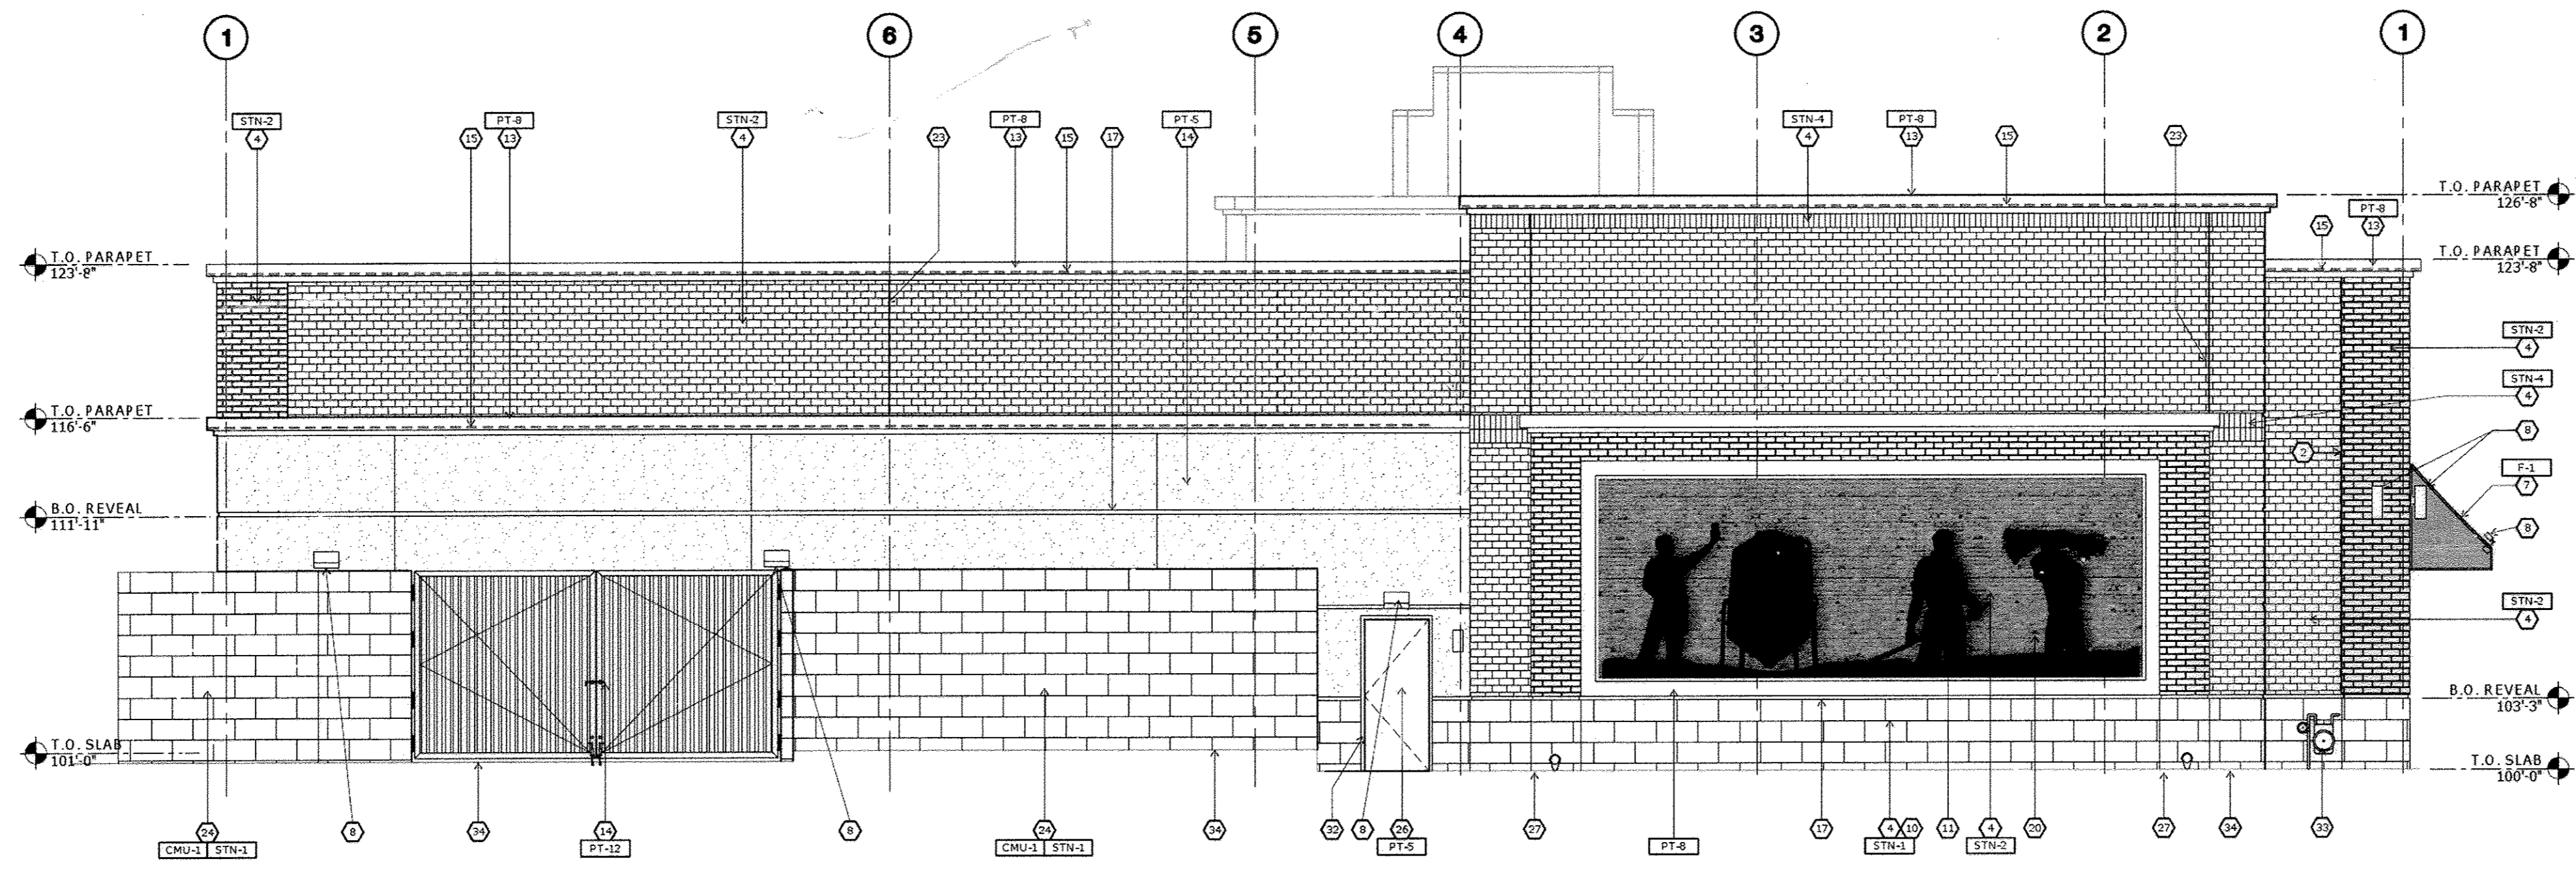 1 6 5 4 3 2 1
STN-2 PT-8 STN-2 PT-8 PT-5 STN-4 PT-8
4 15 13 4 23 13 15 17 14 4 13 15 23
T.O. PARAPET
126'-8"
PT-8
15 13
T.O. PARAPET
123'-8"
T.O. PARAPET
123'-8"
STN-2
4
STN-4
4
T.O. PARAPET
116'-6"
8
2
F-1
7
B.O. REVEAL
111'-11"
8
STN-2
4
B.O. REVEAL
103'-3"
T.O. SLAB
101'-0"
T.O. SLAB
100'-0"
24 8 34 14 8 24 34 32 8 26 27 17 4 10 11 4 20 27 34 33
CMU-1 STN-1 PT-12 CMU-1 STN-1 PT-5 PT-8 STN-1 STN-2